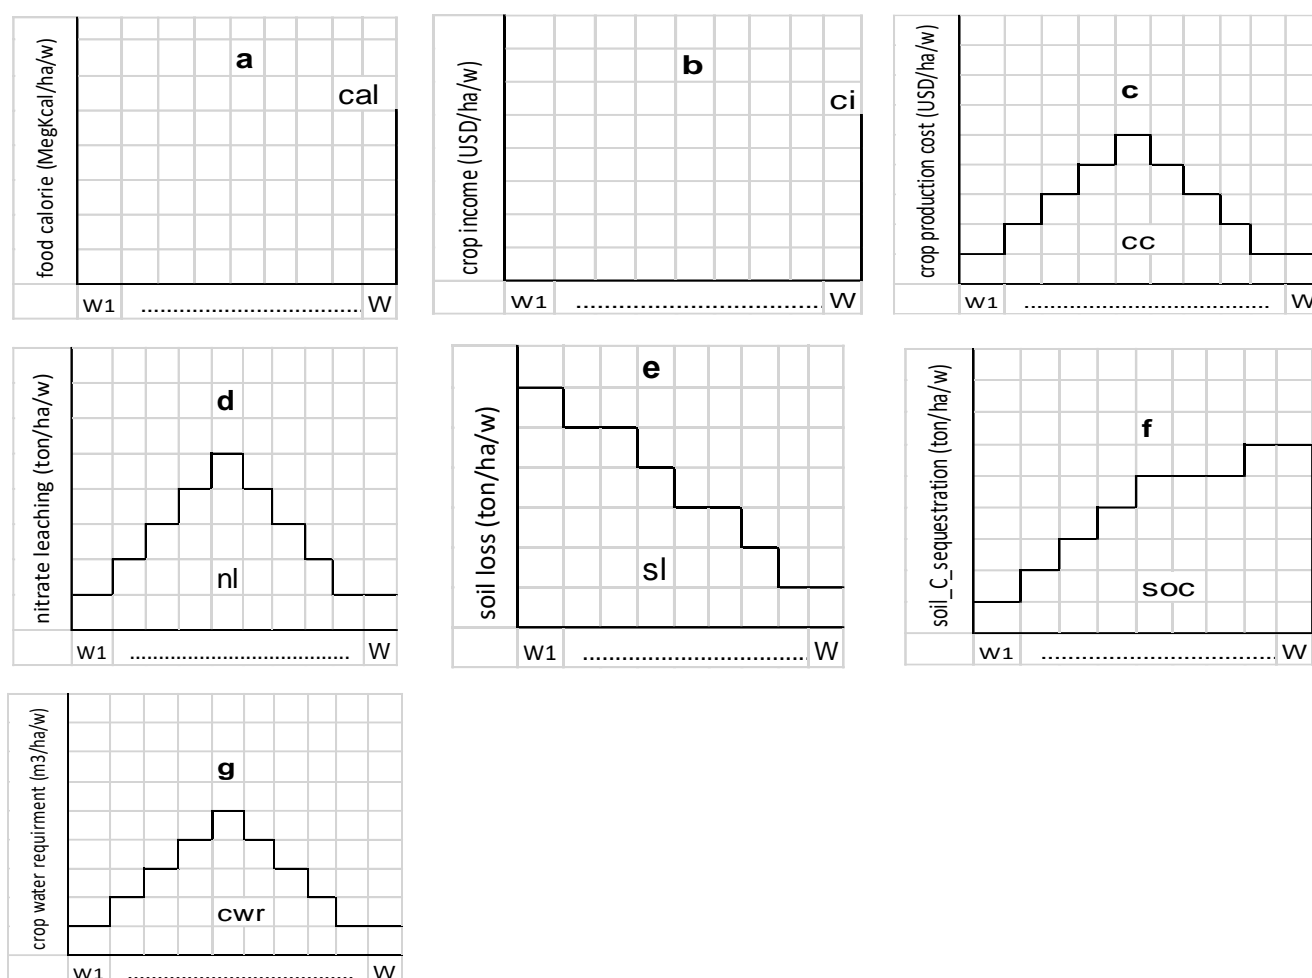 food calorie (MegKcal/ha/w)
a
cal
W1 .................................... W
crop income (USD/ha/w)
b
ci
W1 .................................... W
crop production cost (USD/ha/w)
c
cc
W1 .................................... W
nitrate leaching (ton/ha/w)
d
nl
W1 .................................... W
soil loss (ton/ha/w)
e
sl
W1 .................................... W
soil_C_sequestration (ton/ha/w)
f
soc
W1 .................................... W
crop water requirment (m3/ha/w)
g
cwr
W1 .................................... W